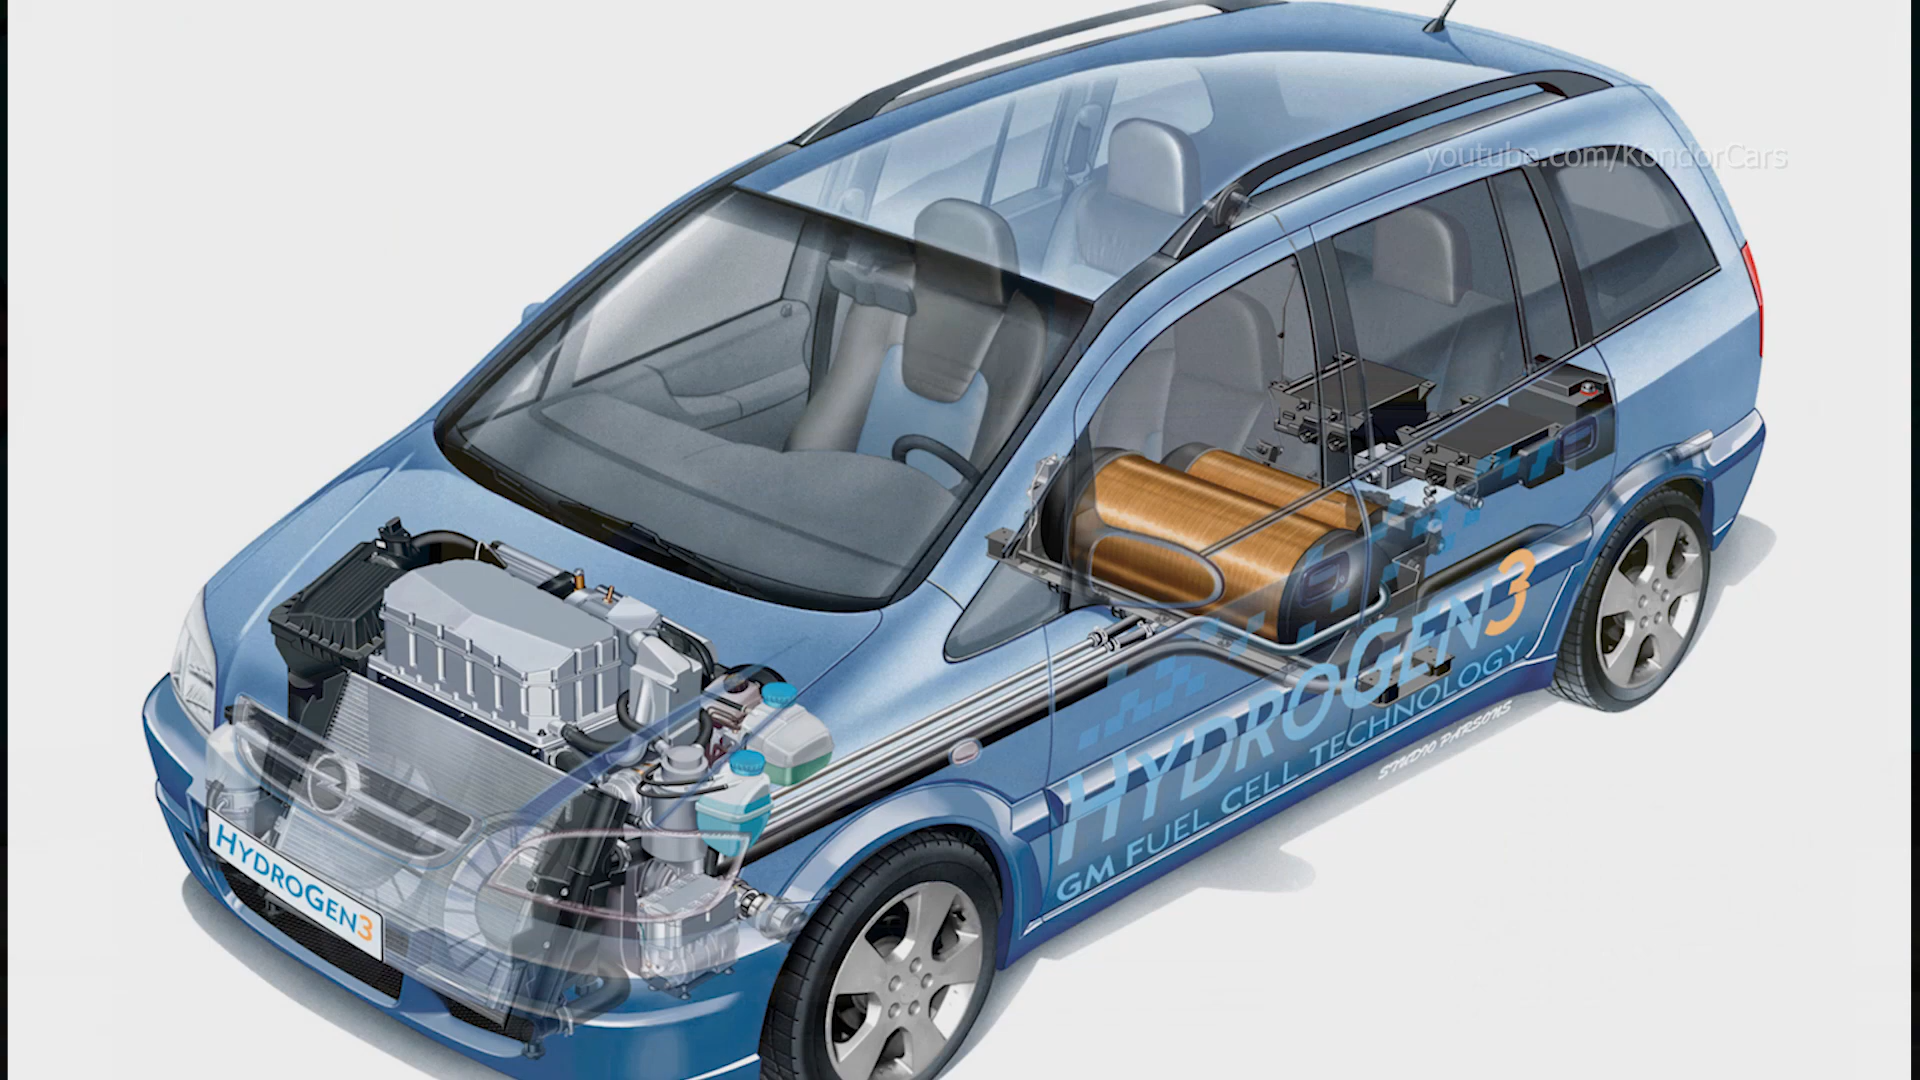 youtube.com/KondorCars
HYDROGEN3
GM FUEL CELL TECHNOLOGY
STUDIO PARSONS
HYDROGEN3